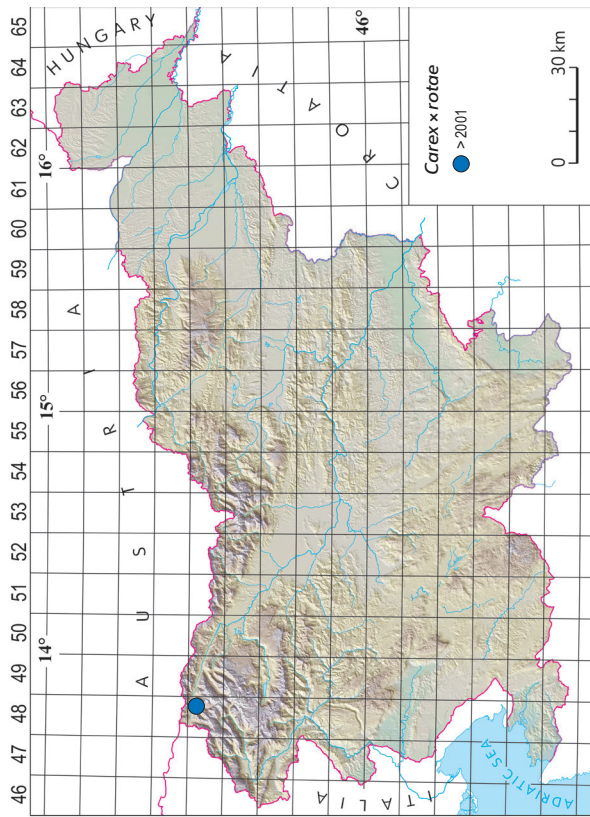 46 47 48 49 50 51 52 53 54 55 56 57 58 59 60 61 62 63 64 65
14° 15° 16°
AUSTRIA
HUNGARY
CROATIA
46°
ITALIA
ADRIATIC SEA
Carex × rotae
> 2001
0 30 km